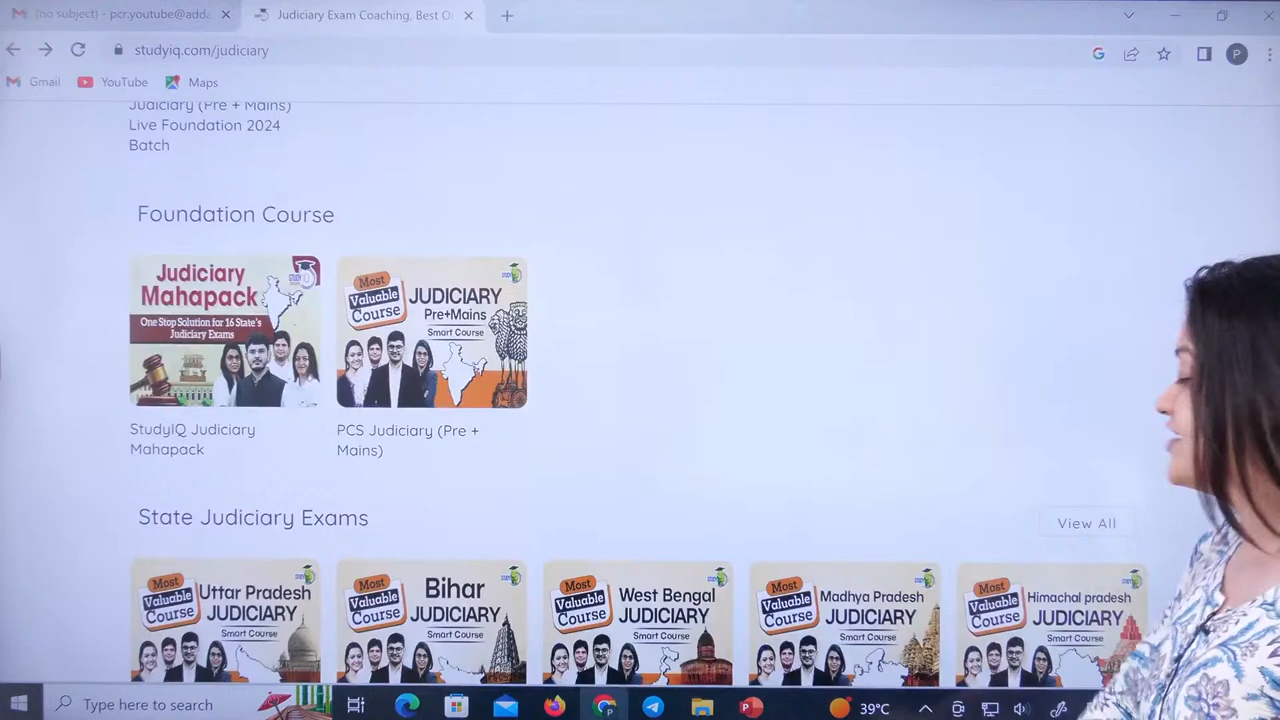 (no subject) - pcr.youtube@adda
Judiciary Exam Coaching, Best O
studyiq.com/judiciary
P
Gmail
YouTube
Maps
Judiciary (Pre + Mains)
Live Foundation 2024
Batch
Foundation Course
Judiciary
Mahapack
One Stop Solution for 16 State's
Judiciary Exams
StudyIQ Judiciary
Mahapack
Most
Valuable
Course
JUDICIARY
Pre+Mains
Smart Course
PCS Judiciary (Pre +
Mains)
State Judiciary Exams
View All
Most
Valuable
Course
Uttar Pradesh
JUDICIARY
Smart Course
Most
Valuable
Course
Bihar
JUDICIARY
Smart Course
Most
Valuable
Course
West Bengal
JUDICIARY
Smart Course
Most
Valuable
Course
Madhya Pradesh
JUDICIARY
Smart Course
Most
Valuable
Course
Himachal pradesh
JUDICIARY
Smart Course
Type here to search
39°C